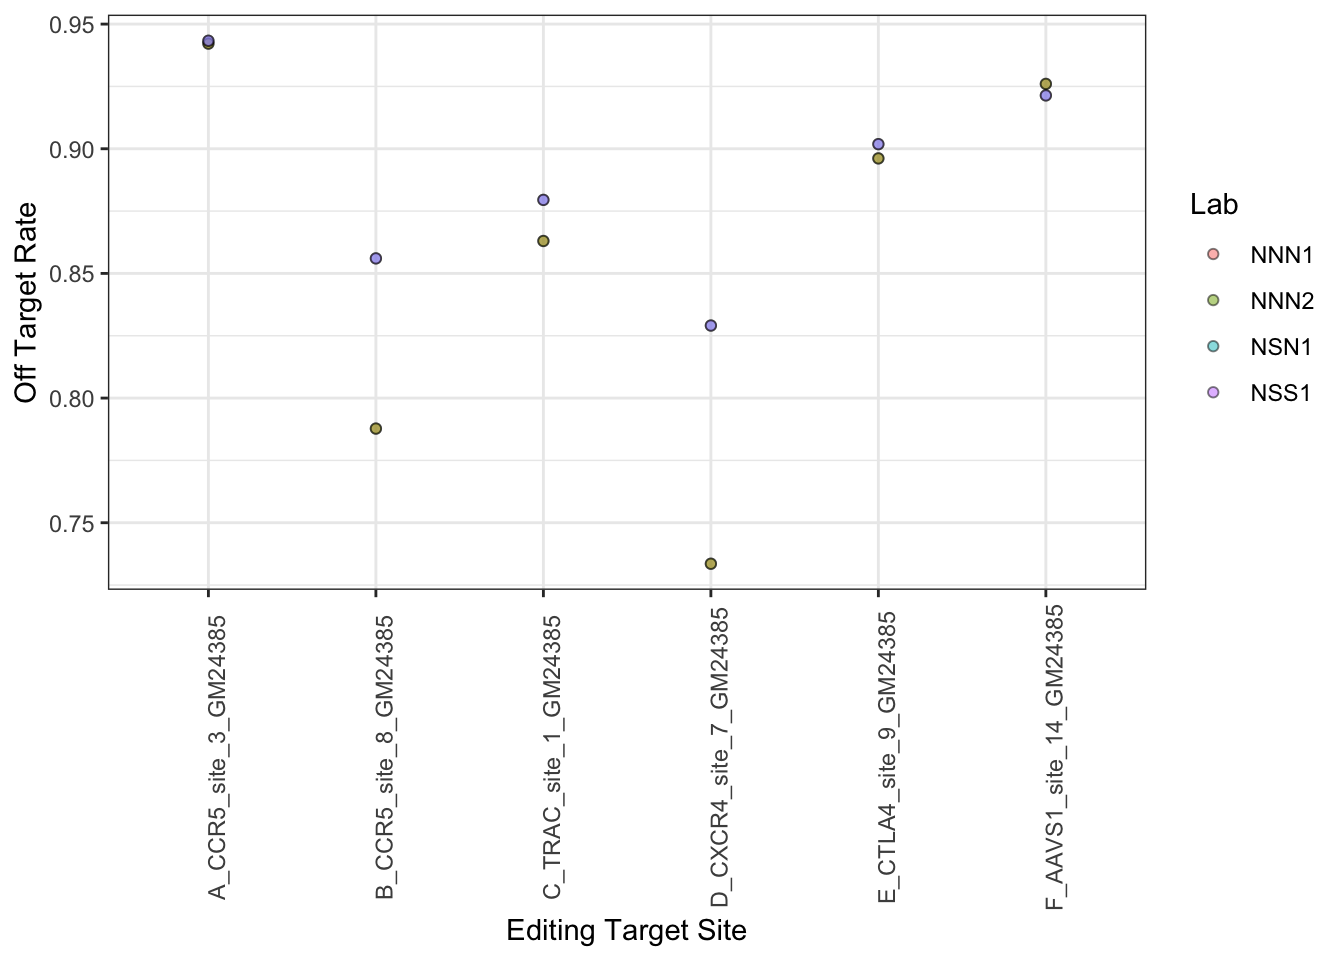 0.95
0.90
0.85
0.80
0.75
Off Target Rate
A_CCR5_site_3_GM24385
B_CCR5_site_8_GM24385
C_TRAC_site_1_GM24385
D_CXCR4_site_7_GM24385
E_CTLA4_site_9_GM24385
F_AAVS1_site_14_GM24385
Editing Target Site
Lab
NNN1
NNN2
NSN1
NSS1